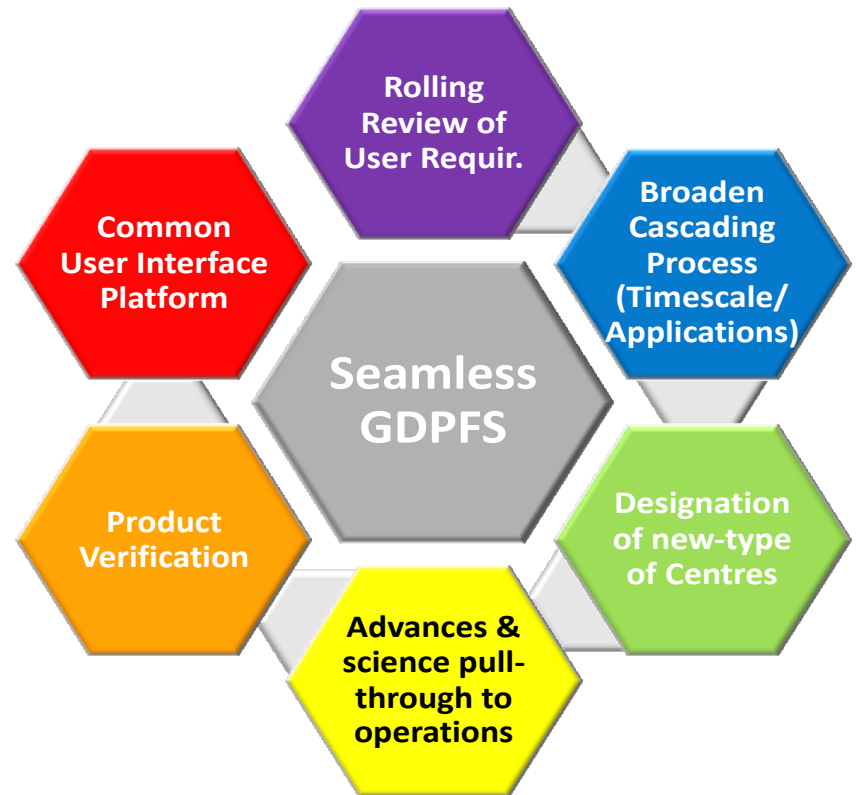 Rolling
Review of
User Requir.
Broaden
Cascading
Process
(Timescale/
Applications)
Common
User Interface
Platform
Seamless
GDPFS
Designation
of new-type
of Centres
Product
Verification
Advances &
science pull-
through to
operations